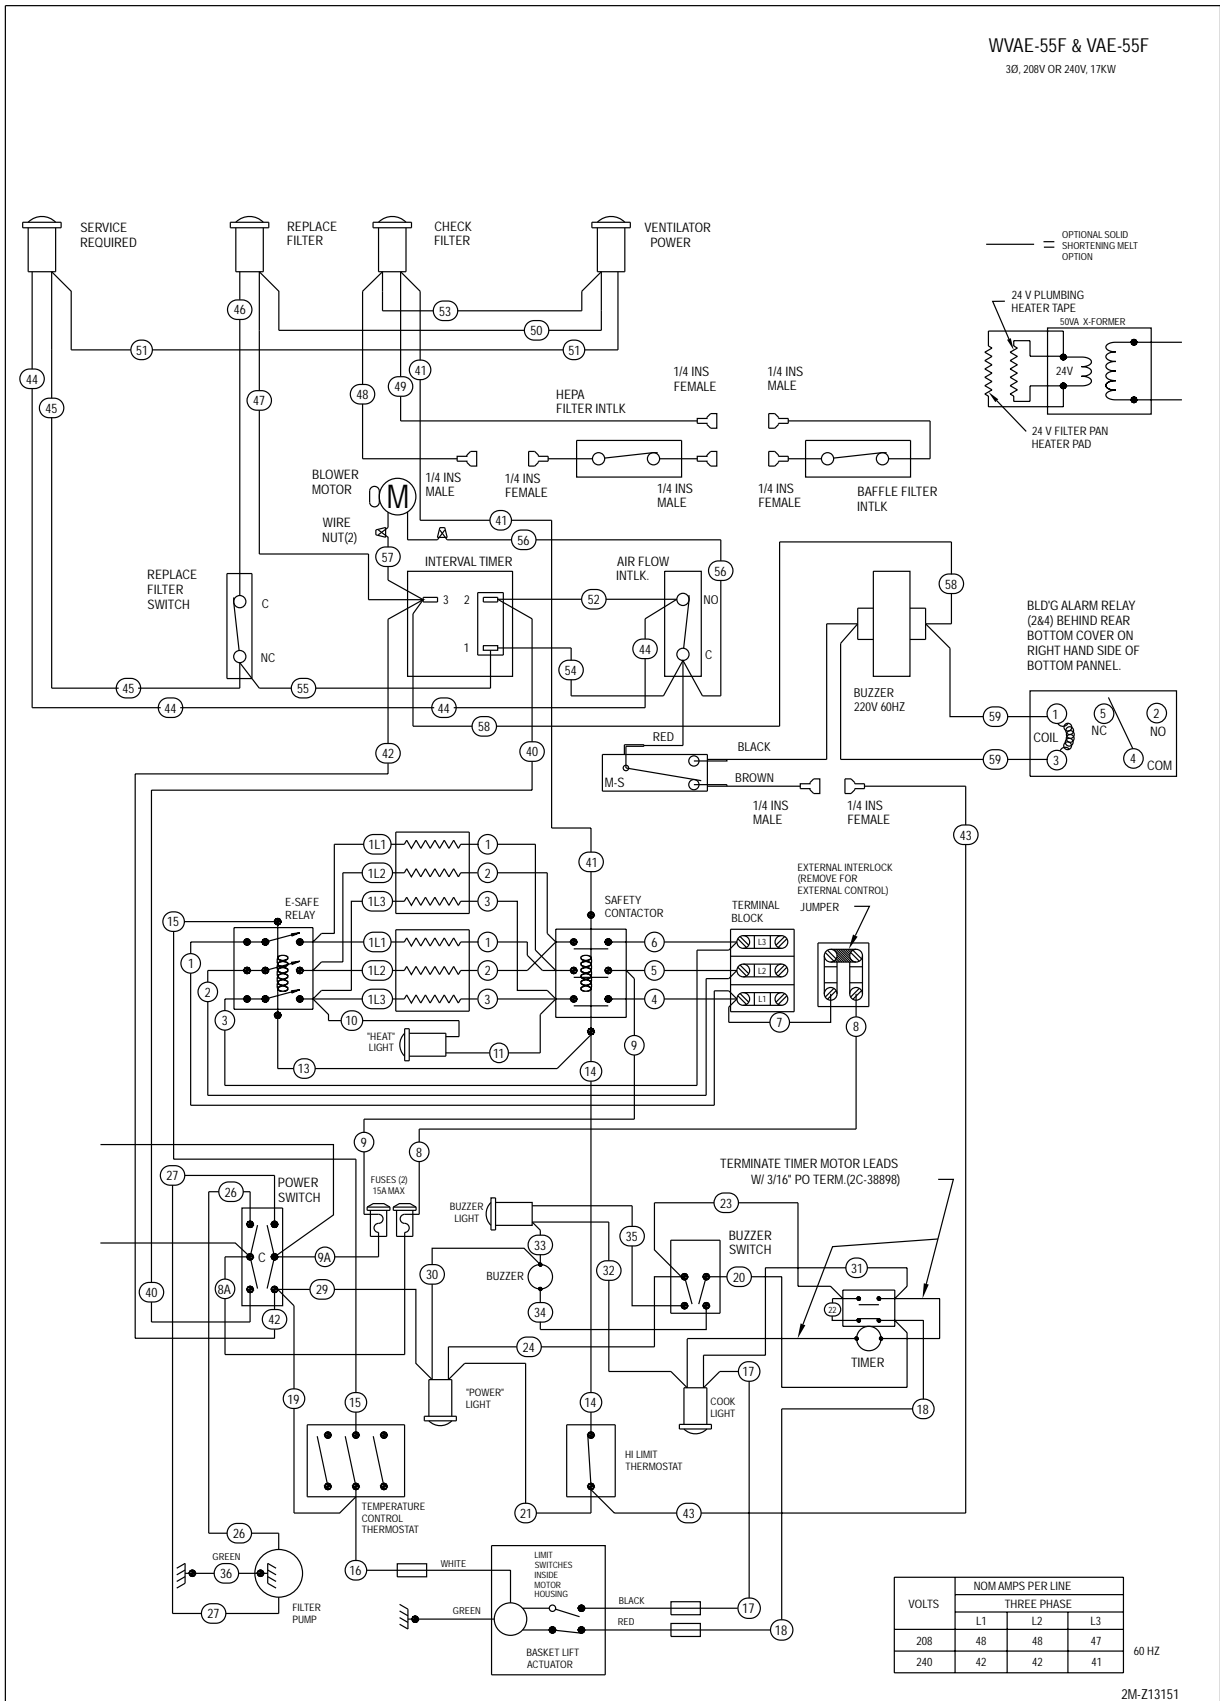 WVAE-55F & VAE-55F
3Ø, 208V OR 240V, 17KW
SERVICE
REQUIRED
REPLACE
FILTER
CHECK
FILTER
VENTILATOR
POWER
OPTIONAL SOLID
SHORTENING MELT
OPTION
24 V PLUMBING
HEATER TAPE
50VA X-FORMER
24V
24 V FILTER PAN
HEATER PAD
46
53
50
51
51
44
45
47
48
49
41
HEPA
FILTER INTLK
1/4 INS
FEMALE
1/4 INS
MALE
BLOWER
MOTOR
M
1/4 INS
MALE
1/4 INS
FEMALE
1/4 INS
MALE
1/4 INS
FEMALE
BAFFLE FILTER
INTLK
WIRE
NUT(2)
41
56
57
56
58
INTERVAL TIMER
AIR FLOW
INTLK.
REPLACE
FILTER
SWITCH
C
NC
3
2
1
52
NO
C
44
54
45
55
44
44
58
42
40
BUZZER
220V 60HZ
BLD'G ALARM RELAY
(2&4) BEHIND REAR
BOTTOM COVER ON
RIGHT HAND SIDE OF
BOTTOM PANNEL.
59
59
1
5
2
NC
NO
COIL
3
4
COM
RED
BLACK
BROWN
M-S
1/4 INS
MALE
1/4 INS
FEMALE
43
1L1
1
1L2
2
1L3
3
41
E-SAFE
RELAY
SAFETY
CONTACTOR
TERMINAL
BLOCK
EXTERNAL INTERLOCK
(REMOVE FOR
EXTERNAL CONTROL)
JUMPER
15
1
2
3
1L1
1
1L2
2
1L3
3
6
5
4
L3
L2
L1
7
8
10
"HEAT"
LIGHT
11
13
9
14
9
8
27
26
POWER
SWITCH
FUSES (2)
15A MAX
C
9A
8A
29
40
42
TERMINATE TIMER MOTOR LEADS
W/ 3/16" PO TERM.(2C-38898)
BUZZER
LIGHT
33
35
BUZZER
30
32
34
23
BUZZER
SWITCH
20
31
22
24
TIMER
17
18
19
15
"POWER"
LIGHT
14
COOK
LIGHT
HI LIMIT
THERMOSTAT
TEMPERATURE
CONTROL
THERMOSTAT
21
43
26
GREEN
36
27
FILTER
PUMP
16
WHITE
GREEN
LIMIT
SWITCHES
INSIDE
MOTOR
HOUSING
BLACK
17
RED
18
BASKET LIFT
ACTUATOR
VOLTS
NOM AMPS PER LINE
THREE PHASE
L1 L2 L3
208 48 48 47
240 42 42 41
60 HZ
2M-Z13151